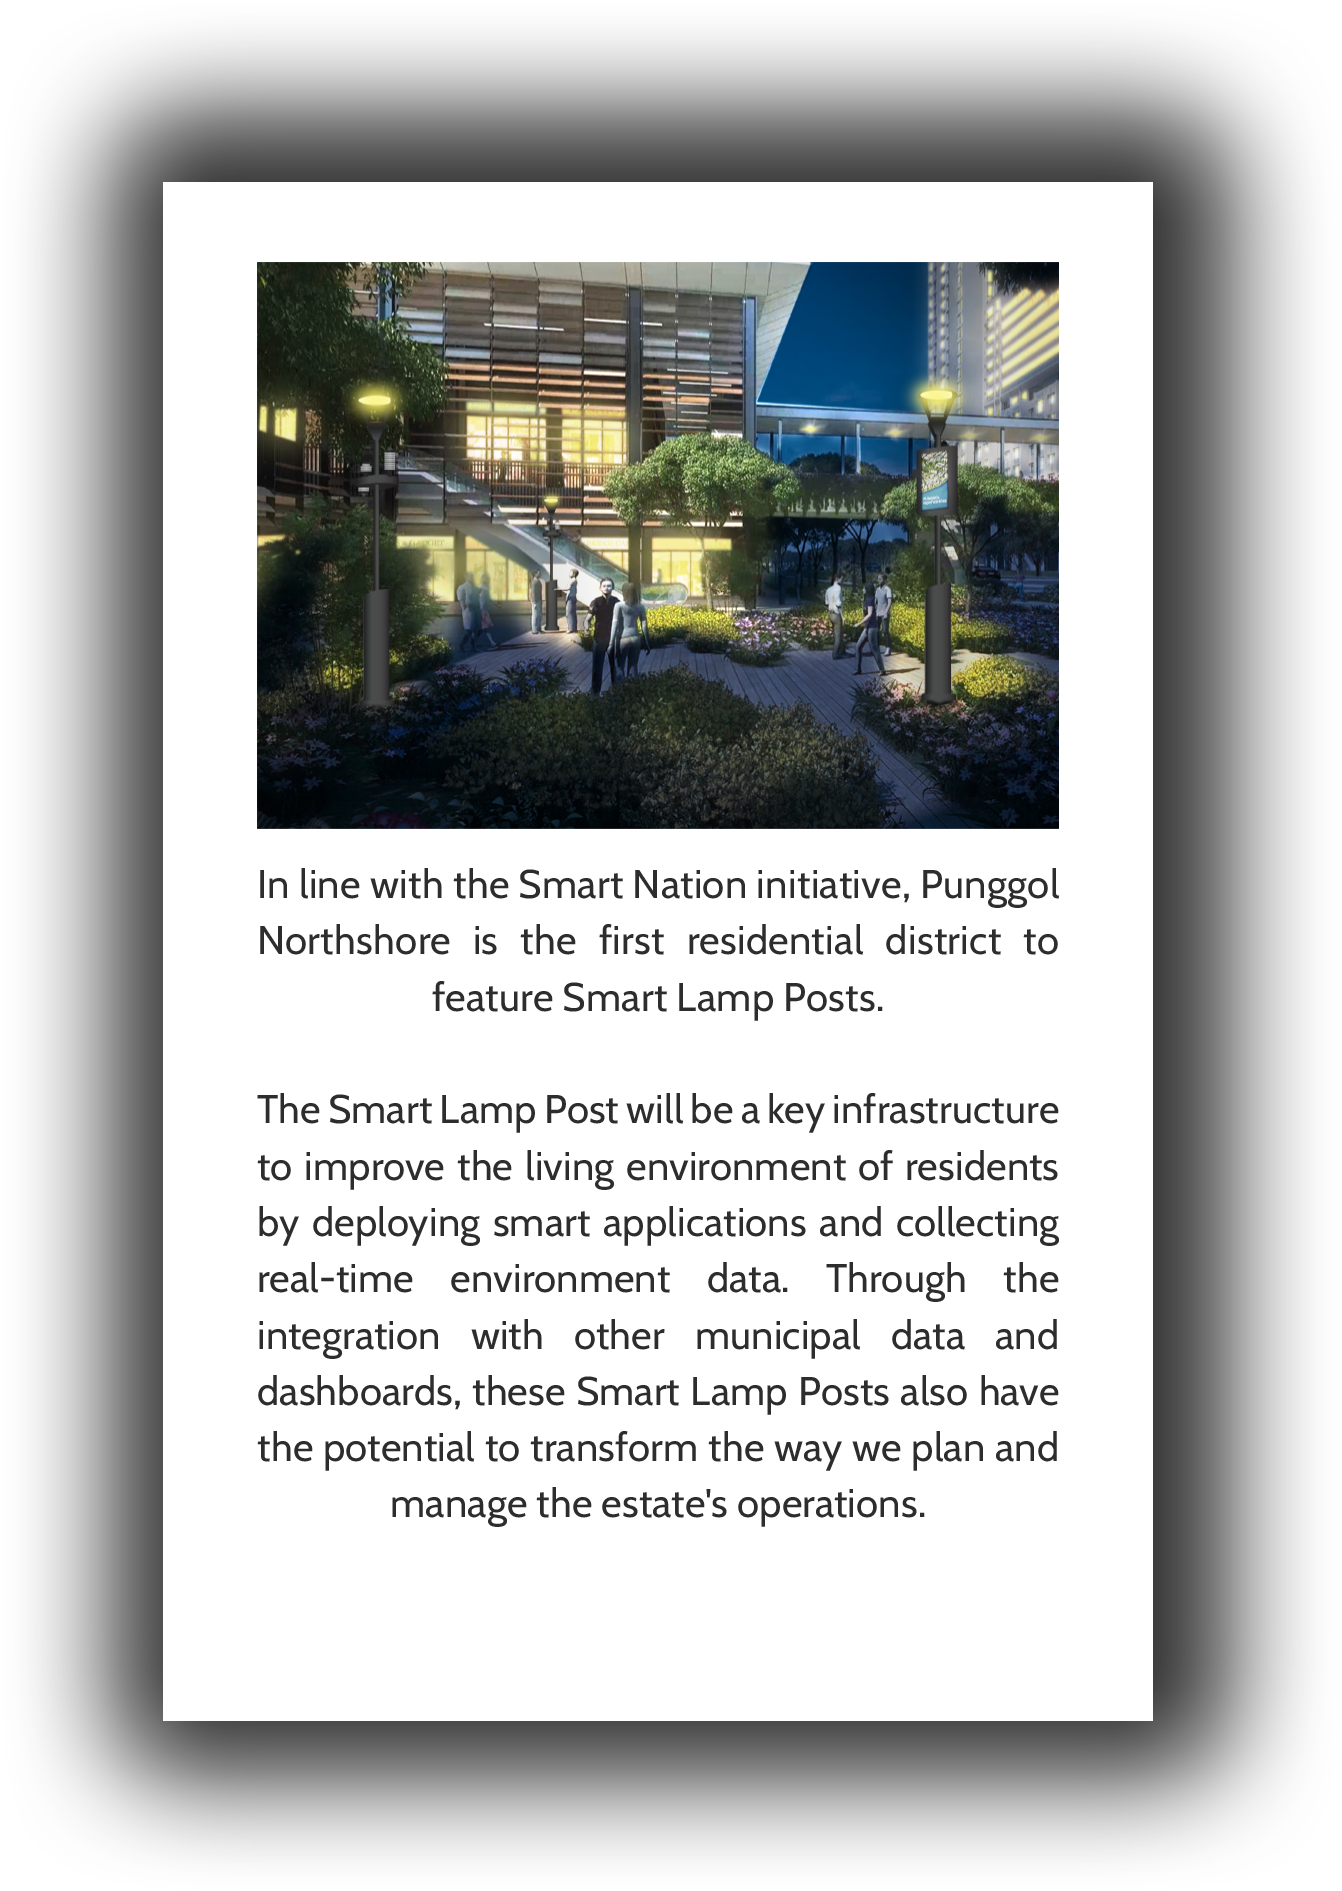 In line with the Smart Nation initiative, Punggol
Northshore is the first residential district to
feature Smart Lamp Posts.
The Smart Lamp Post will be a key infrastructure
to improve the living environment of residents
by deploying smart applications and collecting
real-time environment data. Through the
integration with other municipal data and
dashboards, these Smart Lamp Posts also have
the potential to transform the way we plan and
manage the estate's operations.